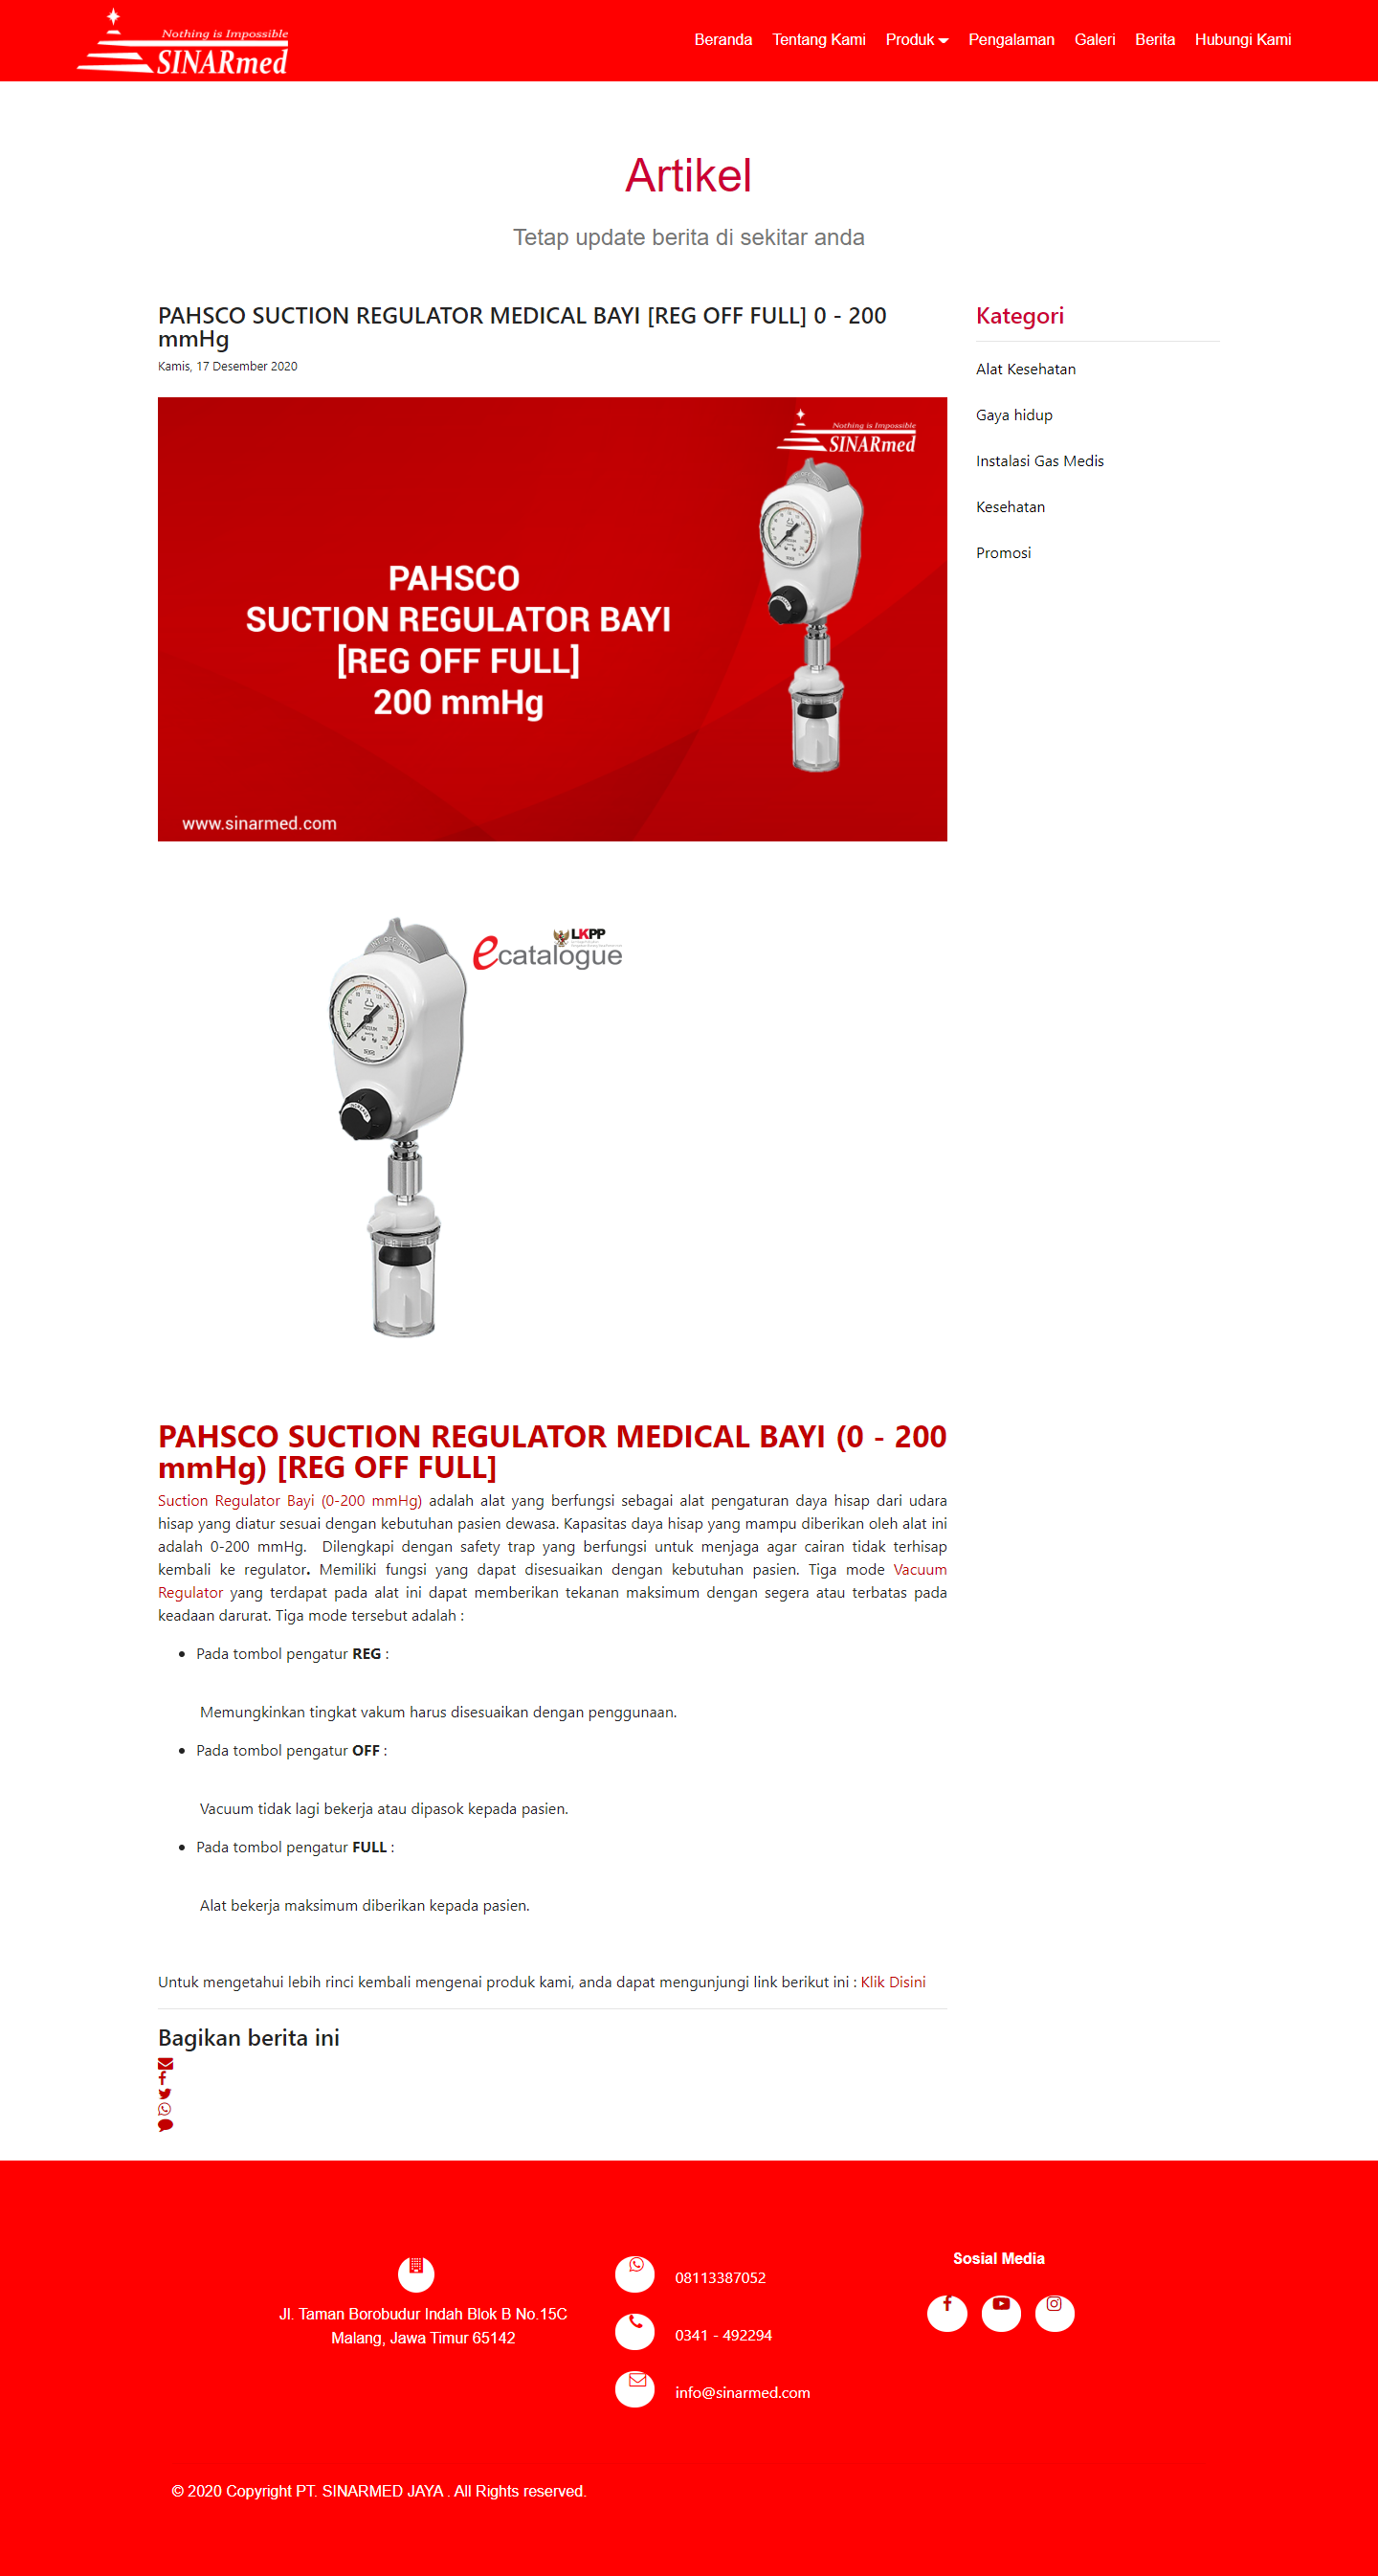 Nothing is Impossible
SINARmed
Beranda Tentang Kami Produk Pengalaman Galeri Berita Hubungi Kami
Artikel
Tetap update berita di sekitar anda
PAHSCO SUCTION REGULATOR MEDICAL BAYI [REG OFF FULL] 0 - 200
mmHg
Kamis, 17 Desember 2020
Kategori
Alat Kesehatan
Gaya hidup
Instalasi Gas Medis
Kesehatan
Promosi
Nothing is Impossible
SINARmed
PAHSCO
SUCTION REGULATOR BAYI
[REG OFF FULL]
200 mmHg
www.sinarmed.com
LKPP
ecatalogue
PAHSCO SUCTION REGULATOR MEDICAL BAYI (0 - 200
mmHg) [REG OFF FULL]
Suction Regulator Bayi (0-200 mmHg) adalah alat yang berfungsi sebagai alat pengaturan daya hisap dari udara
hisap yang diatur sesuai dengan kebutuhan pasien dewasa. Kapasitas daya hisap yang mampu diberikan oleh alat ini
adalah 0-200 mmHg. Dilengkapi dengan safety trap yang berfungsi untuk menjaga agar cairan tidak terhisap
kembali ke regulator. Memiliki fungsi yang dapat disesuaikan dengan kebutuhan pasien. Tiga mode Vacuum
Regulator yang terdapat pada alat ini dapat memberikan tekanan maksimum dengan segera atau terbatas pada
keadaan darurat. Tiga mode tersebut adalah :
• Pada tombol pengatur REG :
Memungkinkan tingkat vakum harus disesuaikan dengan penggunaan.
• Pada tombol pengatur OFF :
Vacuum tidak lagi bekerja atau dipasok kepada pasien.
• Pada tombol pengatur FULL :
Alat bekerja maksimum diberikan kepada pasien.
Untuk mengetahui lebih rinci kembali mengenai produk kami, anda dapat mengunjungi link berikut ini : Klik Disini
Bagikan berita ini
Jl. Taman Borobudur Indah Blok B No.15C
Malang, Jawa Timur 65142
08113387052
0341 - 492294
info@sinarmed.com
Sosial Media
© 2020 Copyright PT. SINARMED JAYA . All Rights reserved.